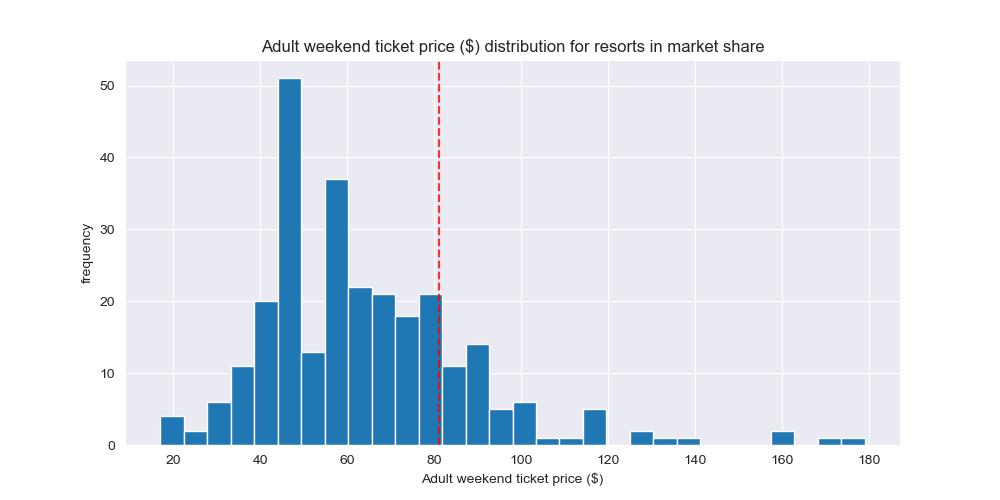 Adult weekend ticket price ($) distribution for resorts in market share
50
40
30
20
10
0
frequency
20 40 60 80 100 120 140 160 180
Adult weekend ticket price ($)